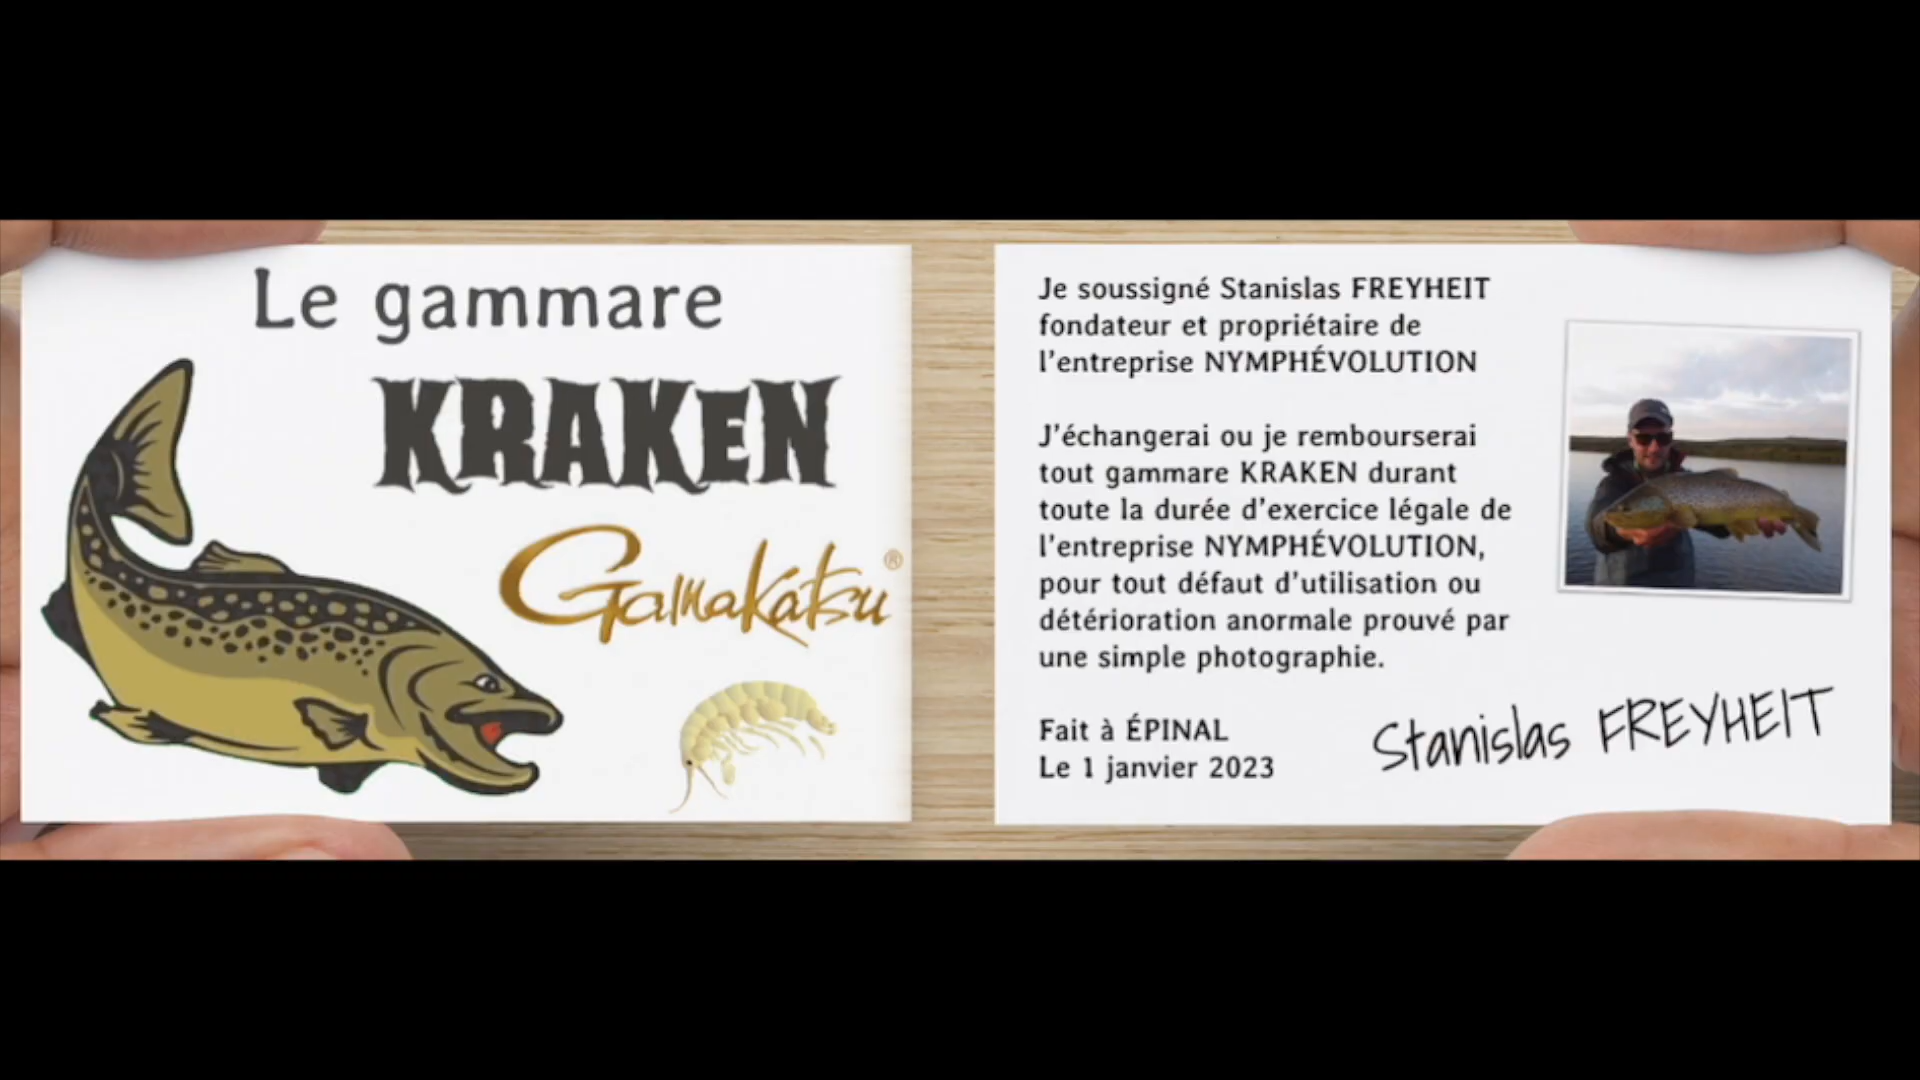 Le gammare
KRAKEN
Gamakatsu®
Je soussigné Stanislas FREYHEIT
fondateur et propriétaire de
l'entreprise NYMPHÉVOLUTION
J'échangerai ou je rembourserai
tout gammare KRAKEN durant
toute la durée d'exercice légale de
l'entreprise NYMPHÉVOLUTION,
pour tout défaut d'utilisation ou
détérioration anormale prouvé par
une simple photographie.
Fait à ÉPINAL
Le 1 janvier 2023
Stanislas FREYHEIT